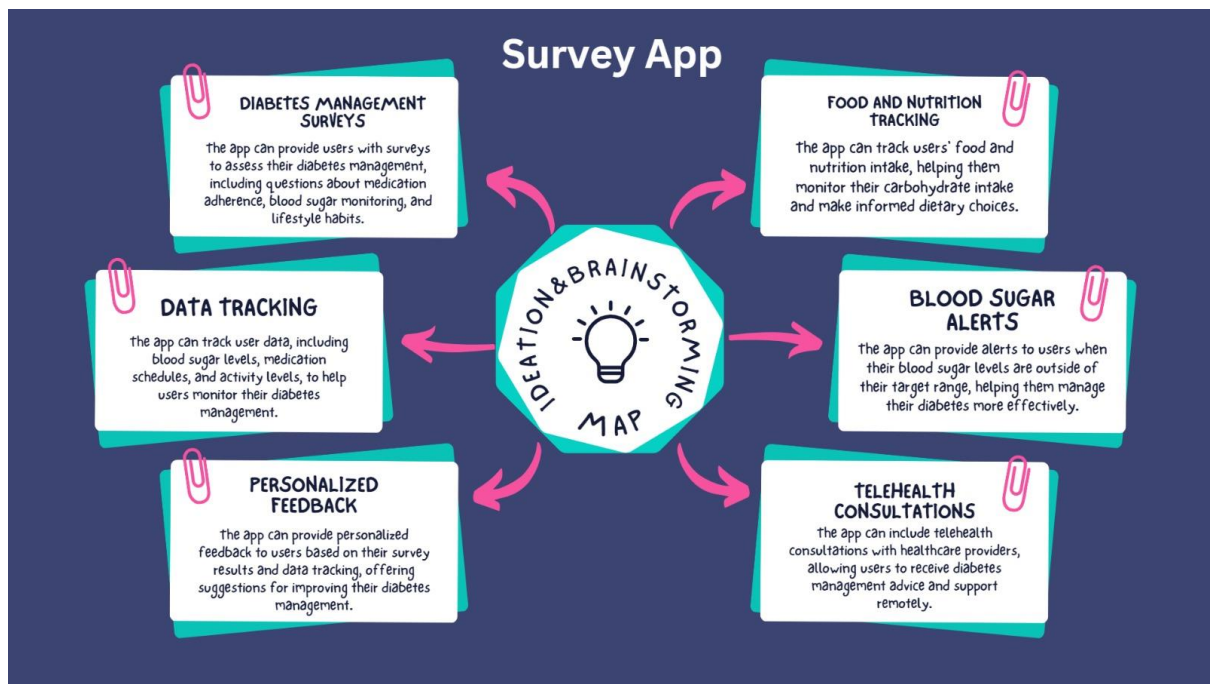 Survey App
DIABETES MANAGEMENT
SURVEYS
The app can provide users with surveys
to assess their diabetes management,
including questions about medication
adherence, blood sugar monitoring, and
lifestyle habits.
FOOD AND NUTRITION
TRACKING
The app can track users' food and
nutrition intake, helping them
monitor their carbohydrate intake
and make informed dietary choices.
DATA TRACKING
The app can track user data, including
blood sugar levels, medication
schedules, and activity levels, to help
users monitor their diabetes
management.
IDEATION&BRAINSTORMING
MAP
BLOOD SUGAR
ALERTS
The app can provide alerts to users when
their blood sugar levels are outside of
their target range, helping them manage
their diabetes more effectively.
PERSONALIZED
FEEDBACK
The app can provide personalized
feedback to users based on their survey
results and data tracking, offering
suggestions for improving their diabetes
management.
TELEHEALTH
CONSULTATIONS
The app can include telehealth
consultations with healthcare providers,
allowing users to receive diabetes
management advice and support
remotely.